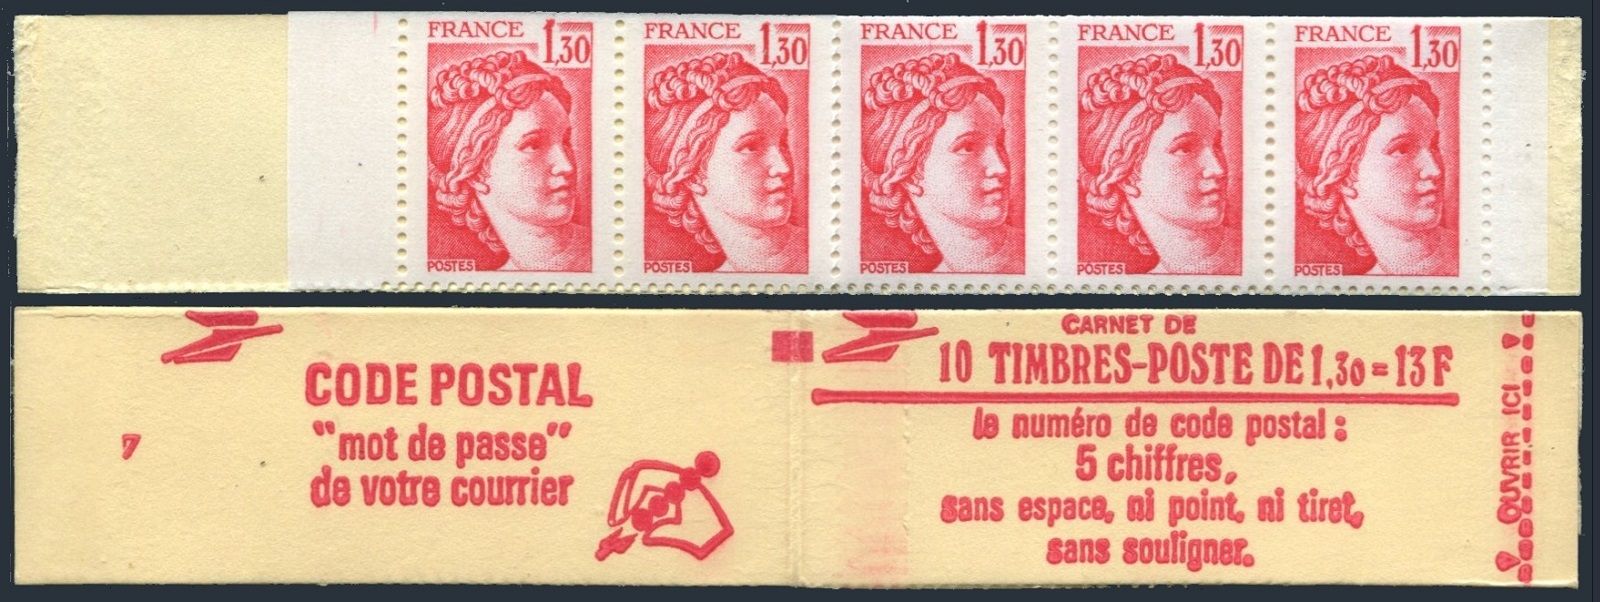 FRANCE 1,30
POSTES
FRANCE 1,30
POSTES
FRANCE 1,30
POSTES
FRANCE 1,30
POSTES
FRANCE 1,30
POSTES
7
CODE POSTAL
"mot de passe"
de votre courrier
CARNET DE
10 TIMBRES-POSTE DE 1,30 = 13 F
le numéro de code postal :
5 chiffres,
sans espace, ni point, ni tiret,
sans souligner.
OUVRIR ICI